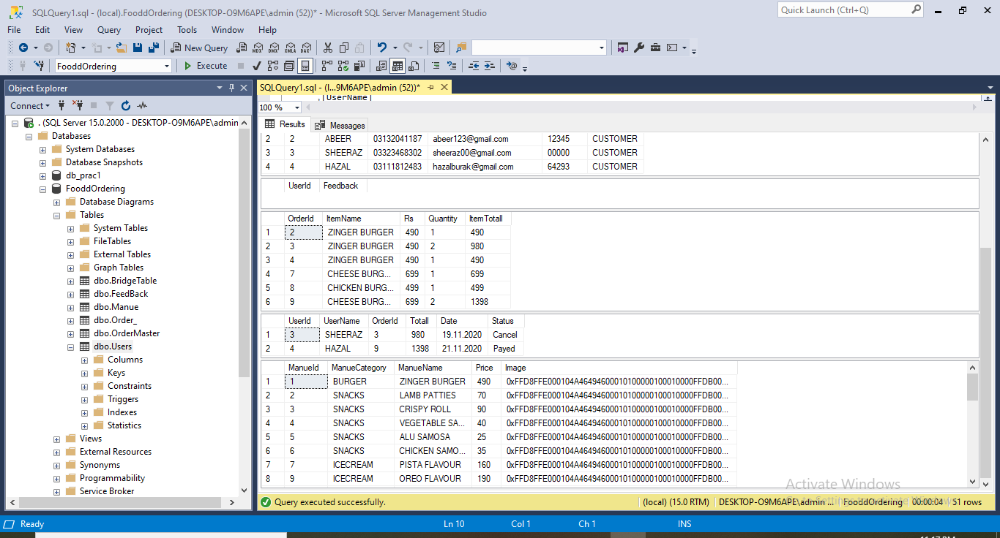 SQLQuery1.sql - (local).FooddOrdering (DESKTOP-O9M6APE\admin (52))* - Microsoft SQL Server Management Studio
Quick Launch (Ctrl+Q)
File Edit View Query Project Tools Window Help
New Query MDX DMX XMLA DAX
FooddOrdering Execute
Object Explorer
Connect
. (SQL Server 15.0.2000 - DESKTOP-O9M6APE\admin
Databases
System Databases
Database Snapshots
db_prac1
FooddOrdering
Database Diagrams
Tables
System Tables
FileTables
External Tables
Graph Tables
dbo.BridgeTable
dbo.FeedBack
dbo.Manue
dbo.Order_
dbo.OrderMaster
dbo.Users
Columns
Keys
Constraints
Triggers
Indexes
Statistics
Views
External Resources
Synonyms
Programmability
Service Broker
SQLQuery1.sql - (l...9M6APE\admin (52))*
,[UserName]
100 %
Results Messages
2 2 ABEER 03132041187 abeer123@gmail.com 12345 CUSTOMER
3 3 SHEERAZ 03323468302 sheeraz00@gmail.com 00000 CUSTOMER
4 4 HAZAL 03111812483 hazalburak@gmail.com 64293 CUSTOMER
UserId Feedback
OrderId ItemName Rs Quantity ItemTotall
1 2 ZINGER BURGER 490 1 490
2 3 ZINGER BURGER 490 2 980
3 4 ZINGER BURGER 490 1 490
4 7 CHEESE BURG... 699 1 699
5 8 CHICKEN BURG... 499 1 499
6 9 CHEESE BURG... 699 2 1398
UserId UserName OrderId Totall Date Status
1 3 SHEERAZ 3 980 19.11.2020 Cancel
2 4 HAZAL 9 1398 21.11.2020 Payed
ManueId ManueCategory ManueName Price Image
1 1 BURGER ZINGER BURGER 490 0xFFD8FFE000104A46494600010100000100010000FFDB00...
2 2 SNACKS LAMB PATTIES 70 0xFFD8FFE000104A46494600010100000100010000FFDB00...
3 3 SNACKS CRISPY ROLL 90 0xFFD8FFE000104A46494600010100000100010000FFDB00...
4 4 SNACKS VEGETABLE SA... 40 0xFFD8FFE000104A46494600010100000100010000FFDB00...
5 5 SNACKS ALU SAMOSA 25 0xFFD8FFE000104A46494600010100000100010000FFDB00...
6 6 SNACKS CHICKEN SAMO... 35 0xFFD8FFE000104A46494600010100000100010000FFDB00...
7 7 ICECREAM PISTA FLAVOUR 160 0xFFD8FFE000104A46494600010100000100010000FFDB00...
8 9 ICECREAM OREO FLAVOUR 190 0xFFD8FFE000104A46494600010100000100010000FFDB00...
Activate Windows
Go to Settings to activate Windows.
Query executed successfully. (local) (15.0 RTM) DESKTOP-O9M6APE\admin ... FooddOrdering 00:00:04 51 rows
Ready Ln 10 Col 1 Ch 1 INS
11:17 PM